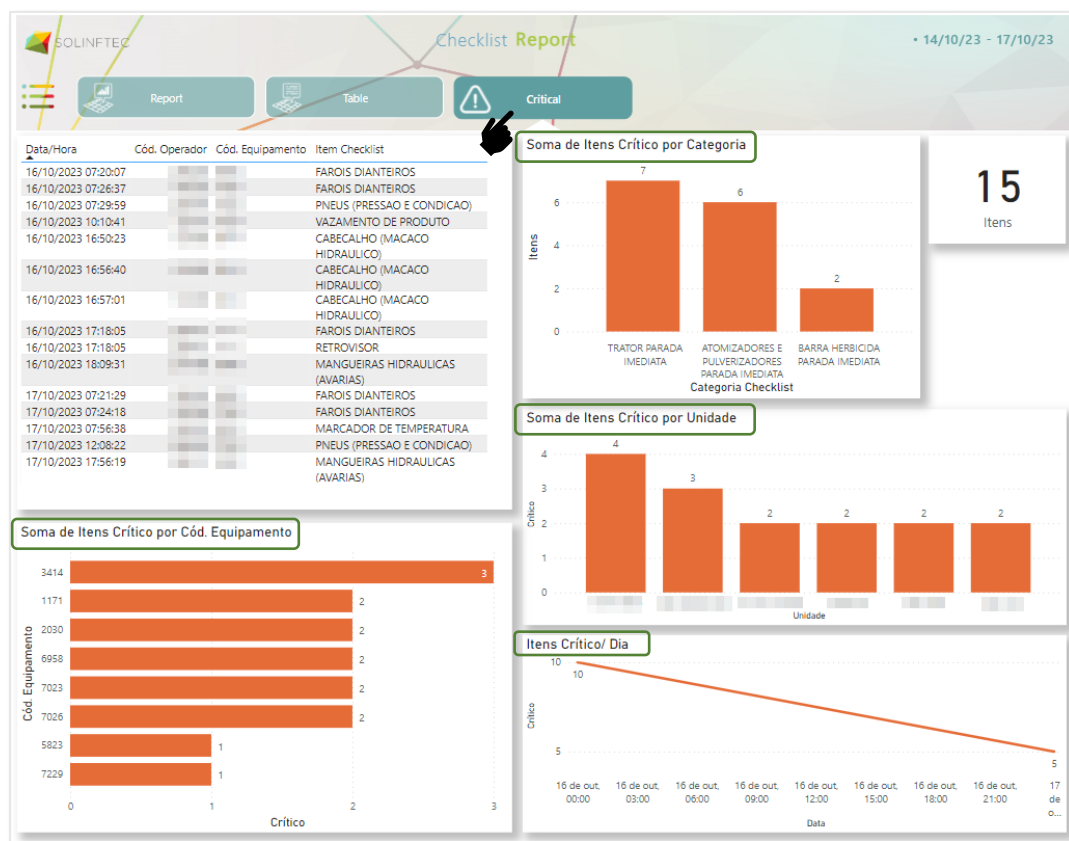 SOLINFTEC
Checklist Report
• 14/10/23 - 17/10/23
Report
Table
Critical
Data/Hora Cód. Operador Cód. Equipamento Item Checklist
16/10/2023 07:20:07 FAROIS DIANTEIROS
16/10/2023 07:26:37 FAROIS DIANTEIROS
16/10/2023 07:29:59 PNEUS (PRESSAO E CONDICAO)
16/10/2023 10:10:41 VAZAMENTO DE PRODUTO
16/10/2023 16:50:23 CABECALHO (MACACO
HIDRAULICO)
16/10/2023 16:56:40 CABECALHO (MACACO
HIDRAULICO)
16/10/2023 16:57:01 CABECALHO (MACACO
HIDRAULICO)
16/10/2023 17:18:05 FAROIS DIANTEIROS
16/10/2023 17:18:05 RETROVISOR
16/10/2023 18:09:31 MANGUEIRAS HIDRAULICAS
(AVARIAS)
17/10/2023 07:21:29 FAROIS DIANTEIROS
17/10/2023 07:24:18 FAROIS DIANTEIROS
17/10/2023 07:56:38 MARCADOR DE TEMPERATURA
17/10/2023 12:08:22 PNEUS (PRESSAO E CONDICAO)
17/10/2023 17:56:19 MANGUEIRAS HIDRAULICAS
(AVARIAS)
Soma de Itens Crítico por Categoria
7
6
2
6
4
2
0
Itens
TRATOR PARADA
IMEDIATA
ATOMIZADORES E
PULVERIZADORES
PARADA IMEDIATA
BARRA HERBICIDA
PARADA IMEDIATA
Categoria Checklist
15
Itens
Soma de Itens Crítico por Unidade
4
3
2
2
2
2
4
3
2
1
0
Crítico
Unidade
Soma de Itens Crítico por Cód. Equipamento
Cód. Equipamento
3414 3
1171 2
2030 2
6958 2
7023 2
7026 2
5823 1
7229 1
0 1 2 3
Crítico
Itens Crítico/ Dia
10
10
Crítico
5
5
16 de out, 16 de out, 16 de out, 16 de out, 16 de out, 16 de out, 16 de out, 16 de out, 17
00:00 03:00 06:00 09:00 12:00 15:00 18:00 21:00 de
o...
Data